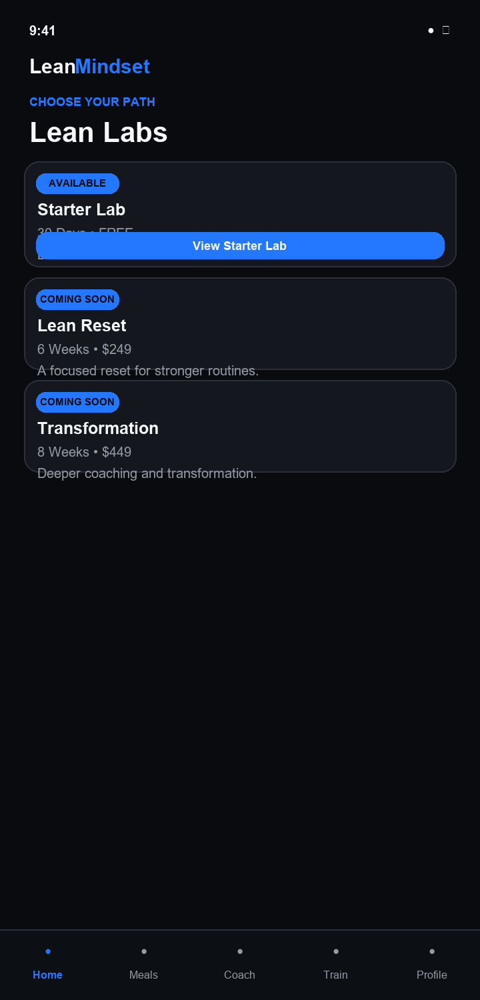 9:41
LeanMindset
CHOOSE YOUR PATH
Lean Labs
AVAILABLE
Starter Lab
30 Days • FREE
View Starter Lab
COMING SOON
Lean Reset
6 Weeks • $249
A focused reset for stronger routines.
COMING SOON
Transformation
8 Weeks • $449
Deeper coaching and transformation.
Home
Meals
Coach
Train
Profile